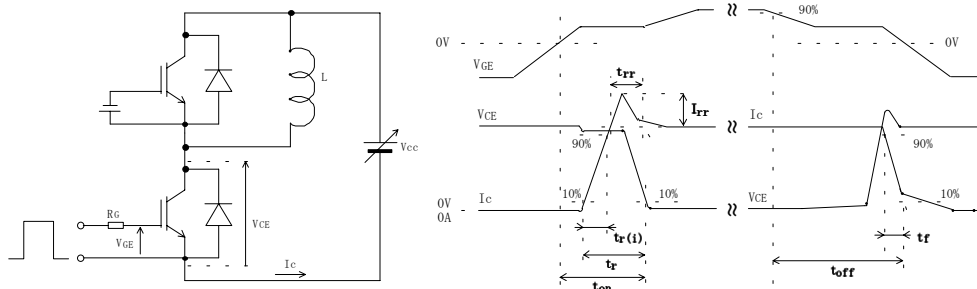 L
Vcc
RG
VGE
VCE
Ic
0V
VGE
90%
0V
trr
Irr
VCE
90%
Ic
90%
Ic
10%
10%
0V
0A
VCE
10%
tr(i)
tr
ton
tf
toff